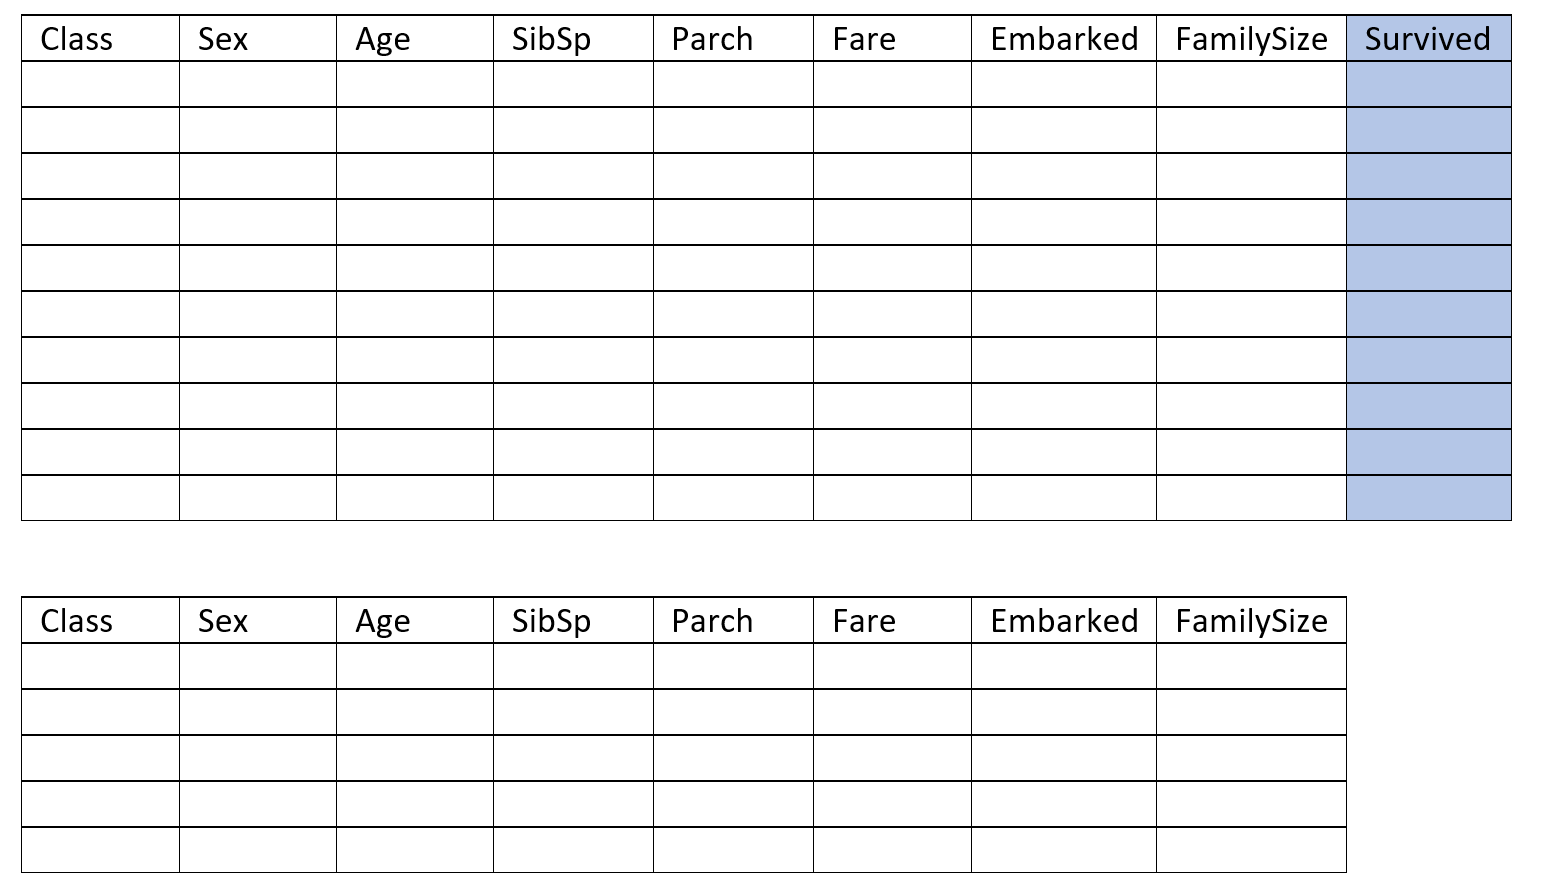 Class Sex Age SibSp Parch Fare Embarked FamilySize Survived
Class Sex Age SibSp Parch Fare Embarked FamilySize